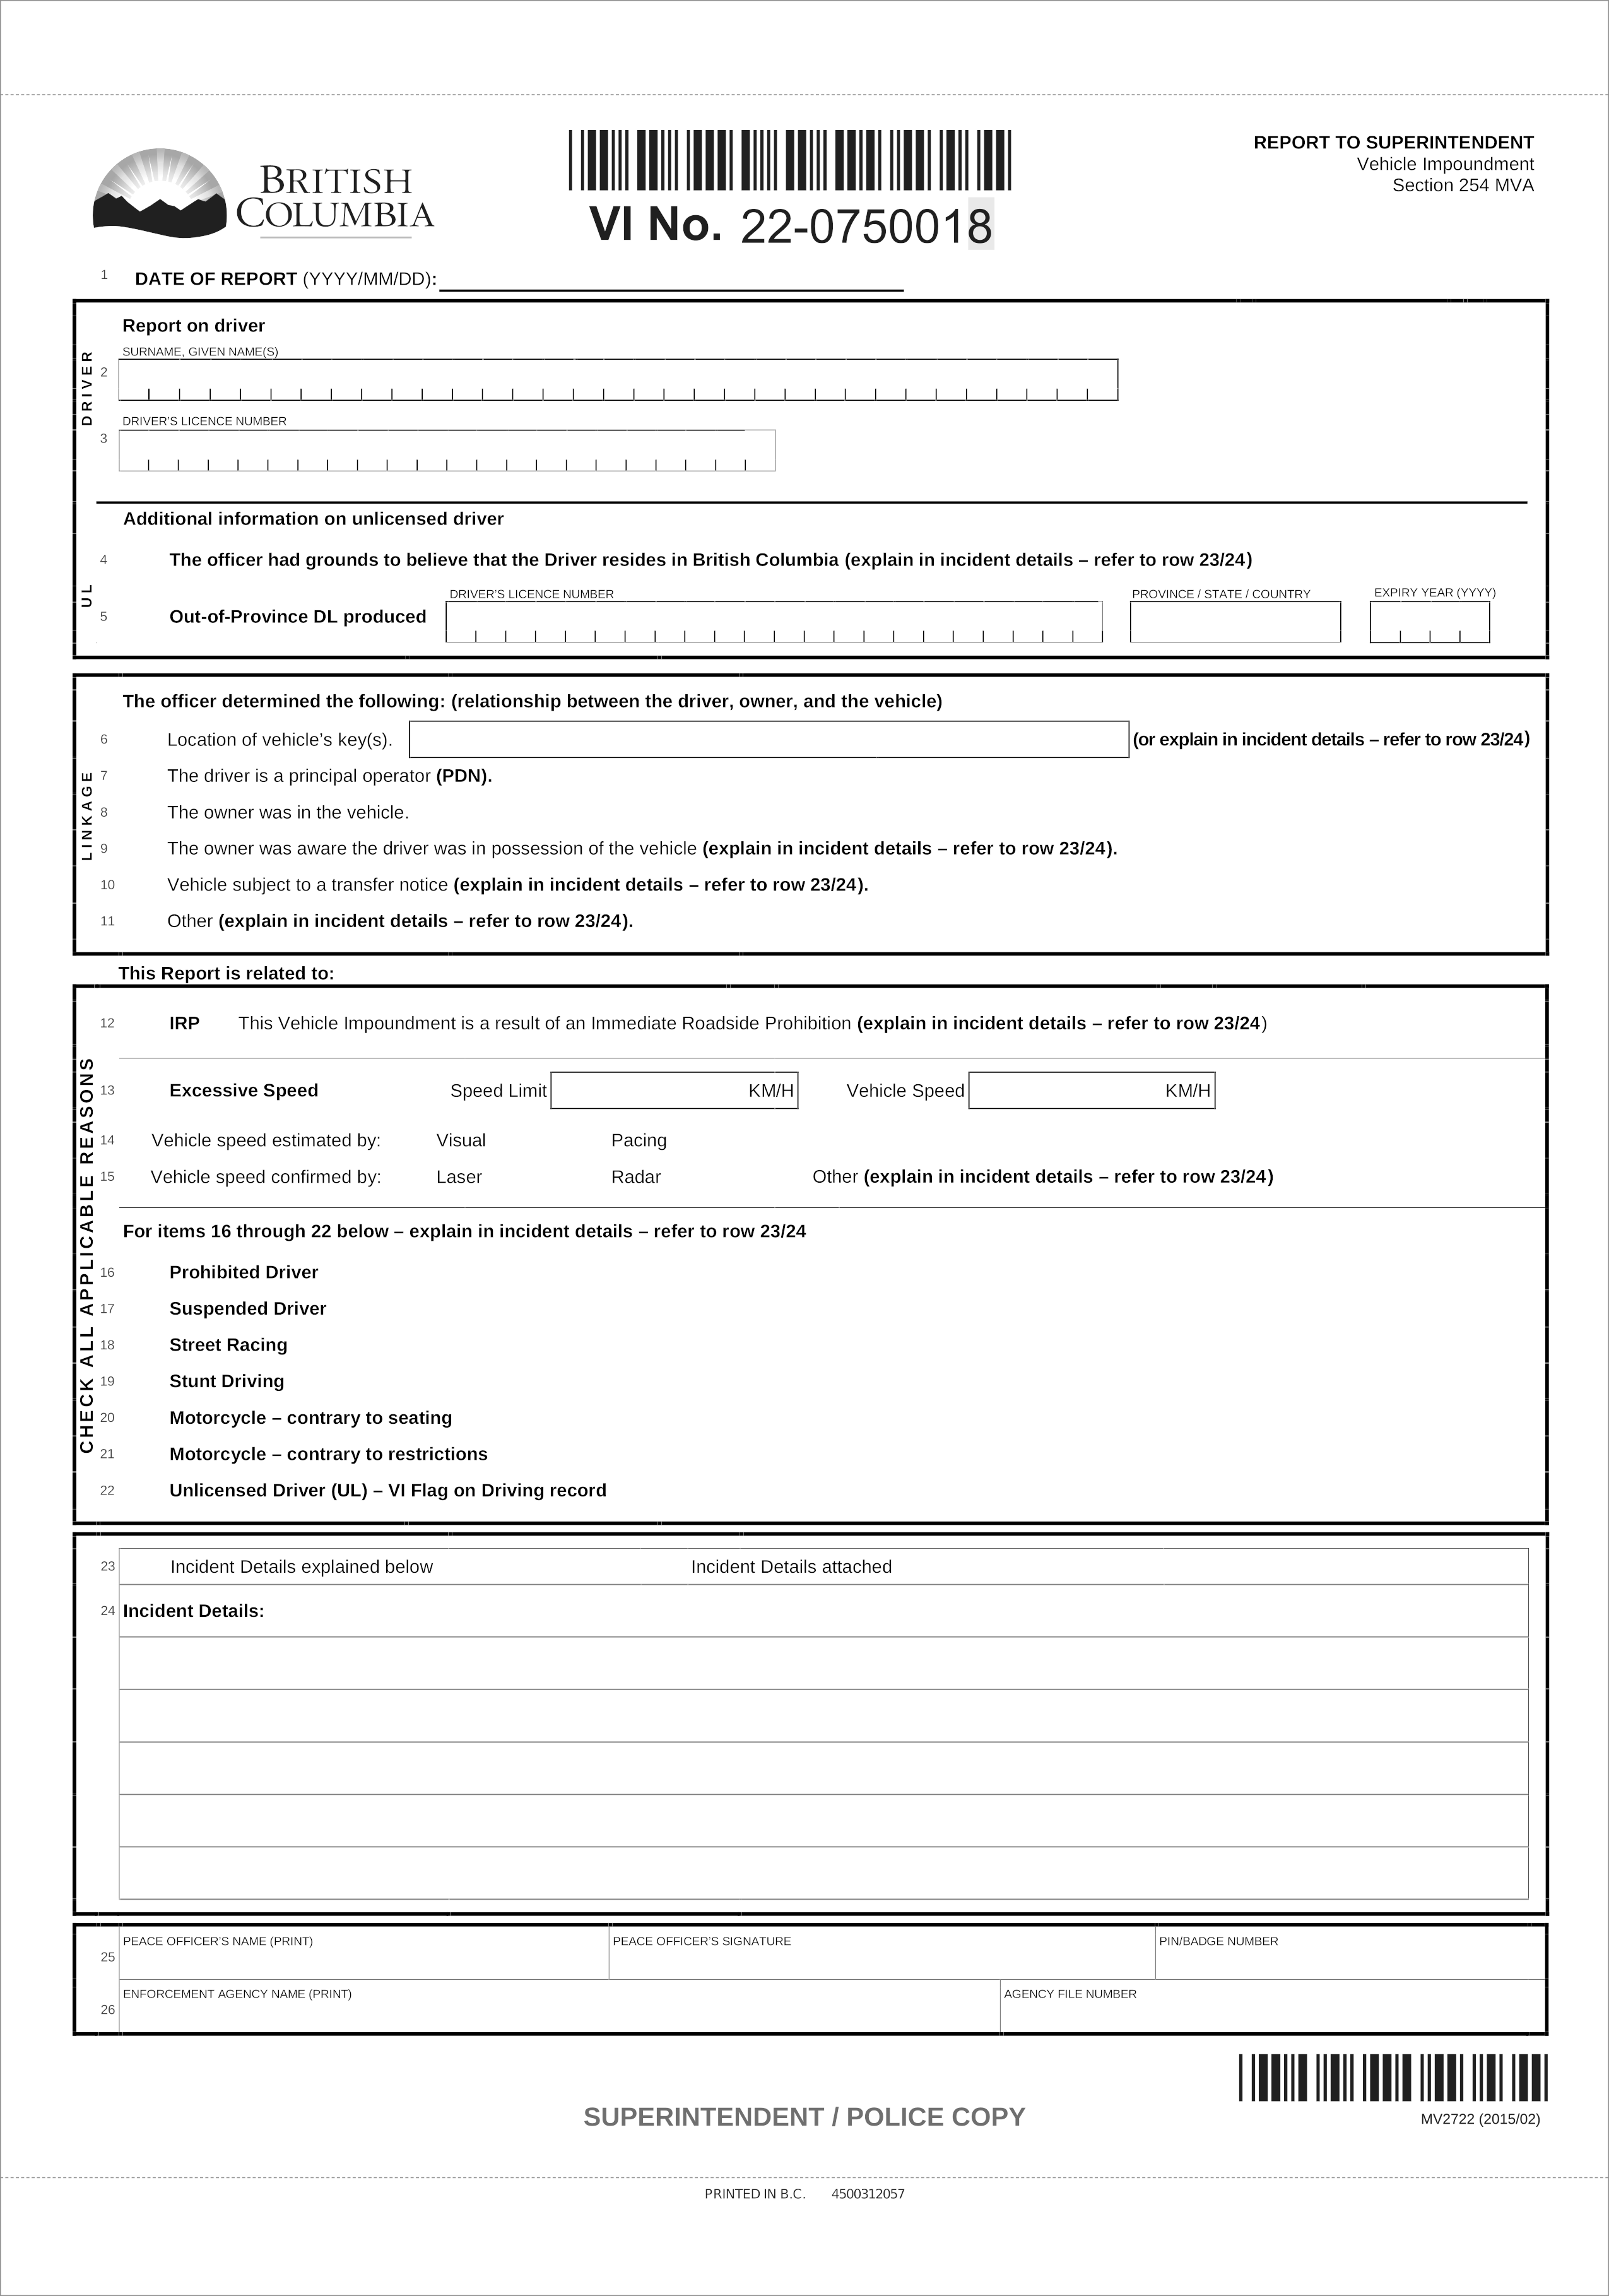 BRITISH
COLUMBIA
VI No. 22-0750018
REPORT TO SUPERINTENDENT
Vehicle Impoundment
Section 254 MVA
1 DATE OF REPORT (YYYY/MM/DD):
DRIVER
Report on driver
SURNAME, GIVEN NAME(S)
2
DRIVER'S LICENCE NUMBER
3
UL
Additional information on unlicensed driver
4 The officer had grounds to believe that the Driver resides in British Columbia (explain in incident details – refer to row 23/24)
DRIVER'S LICENCE NUMBER PROVINCE / STATE / COUNTRY EXPIRY YEAR (YYYY)
5 Out-of-Province DL produced
LINKAGE
The officer determined the following: (relationship between the driver, owner, and the vehicle)
6 Location of vehicle's key(s). (or explain in incident details – refer to row 23/24)
7 The driver is a principal operator (PDN).
8 The owner was in the vehicle.
9 The owner was aware the driver was in possession of the vehicle (explain in incident details – refer to row 23/24).
10 Vehicle subject to a transfer notice (explain in incident details – refer to row 23/24).
11 Other (explain in incident details – refer to row 23/24).
This Report is related to:
CHECK ALL APPLICABLE REASONS
12 IRP This Vehicle Impoundment is a result of an Immediate Roadside Prohibition (explain in incident details – refer to row 23/24)
13 Excessive Speed Speed Limit KM/H Vehicle Speed KM/H
14 Vehicle speed estimated by: Visual Pacing
15 Vehicle speed confirmed by: Laser Radar Other (explain in incident details – refer to row 23/24)
For items 16 through 22 below – explain in incident details – refer to row 23/24
16 Prohibited Driver
17 Suspended Driver
18 Street Racing
19 Stunt Driving
20 Motorcycle – contrary to seating
21 Motorcycle – contrary to restrictions
22 Unlicensed Driver (UL) – VI Flag on Driving record
23 Incident Details explained below Incident Details attached
24 Incident Details:
25 PEACE OFFICER'S NAME (PRINT) PEACE OFFICER'S SIGNATURE PIN/BADGE NUMBER
26 ENFORCEMENT AGENCY NAME (PRINT) AGENCY FILE NUMBER
SUPERINTENDENT / POLICE COPY
MV2722 (2015/02)
PRINTED IN B.C. 4500312057